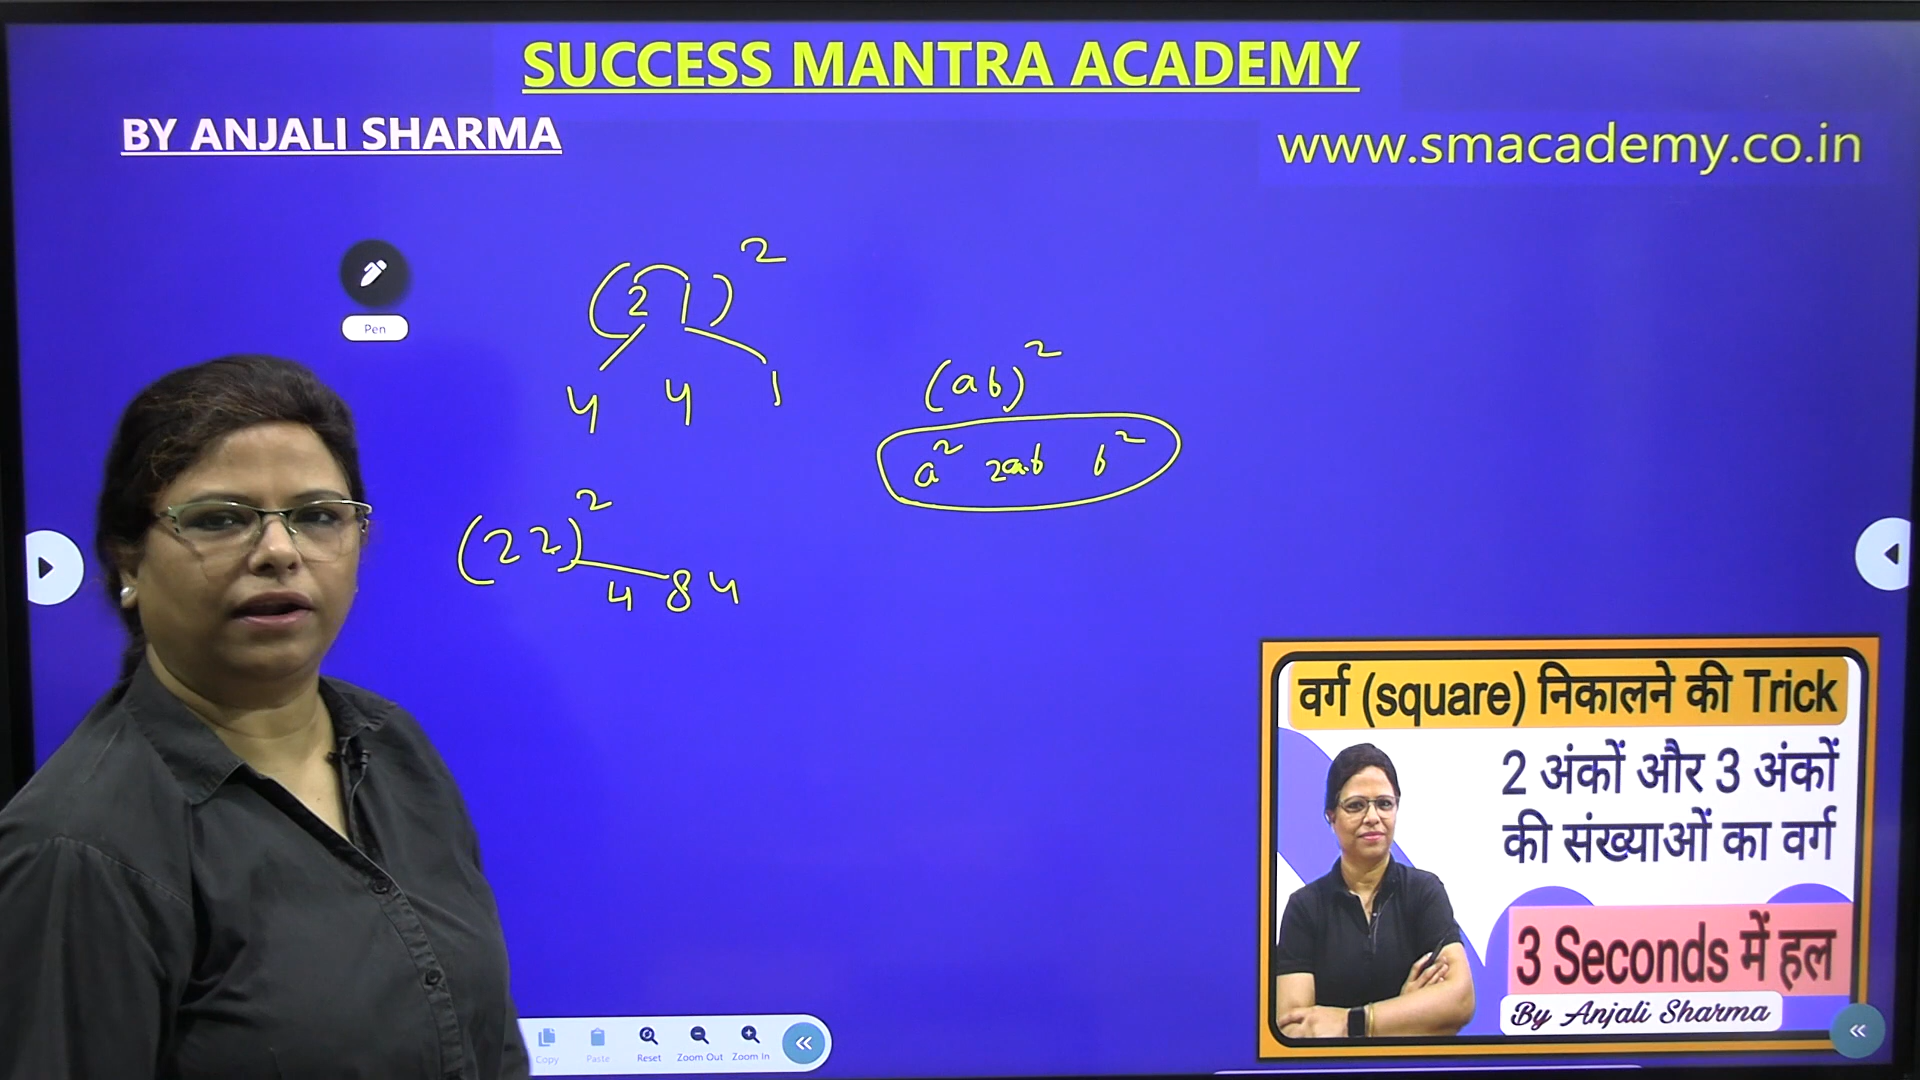 SUCCESS MANTRA ACADEMY
BY ANJALI SHARMA
www.smacademy.co.in
Pen
(21)²
4 4 1
(ab)²
a² 2a.b b²
(22)²
4 8 4
वर्ग (square) निकालने की Trick
2 अंकों और 3 अंकों
की संख्याओं का वर्ग
3 Seconds में हल
By Anjali Sharma
Copy Paste Reset Zoom Out Zoom In